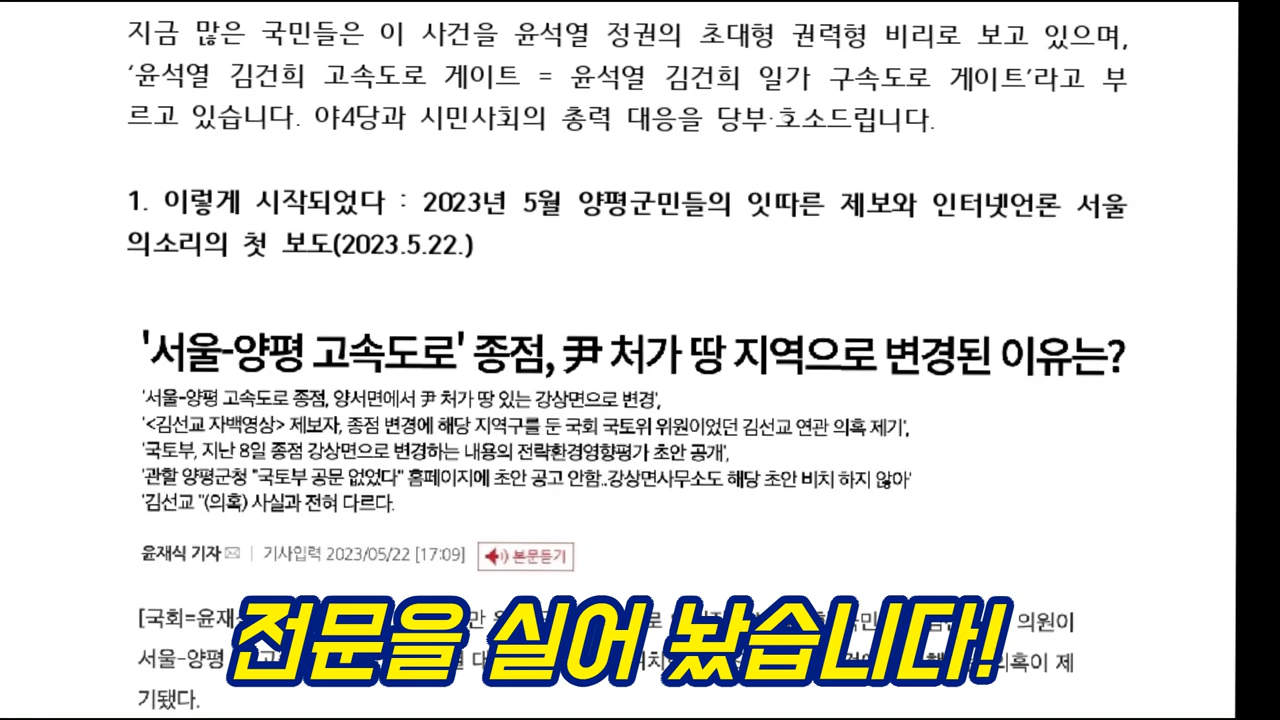 지금 많은 국민들은 이 사건을 윤석열 정권의 초대형 권력형 비리로 보고 있으며,
‘윤석열 김건희 고속도로 게이트 = 윤석열 김건희 일가 구속도로 게이트’라고 부
르고 있습니다. 야4당과 시민사회의 총력 대응을 당부·호소드립니다.
1. 이렇게 시작되었다 : 2023년 5월 양평군민들의 잇따른 제보와 인터넷언론 서울
의소리의 첫 보도(2023.5.22.)
'서울-양평 고속도로' 종점, 尹 처가 땅 지역으로 변경된 이유는?
'서울-양평 고속도로 종점, 양서면에서 尹 처가 땅 있는 강상면으로 변경',
'<김선교 자백영상> 제보자, 종점 변경에 해당 지역구를 둔 국회 국토위 위원이었던 김선교 연관 의혹 제기',
'국토부, 지난 8일 종점 강상면으로 변경하는 내용의 전략환경영향평가 초안 공개',
'관할 양평군청 "국토부 공문 없었다" 홈페이지에 초안 공고 안함..강상면사무소도 해당 초안 비치 하지 않아'
'김선교 "(의혹) 사실과 전혀 다르다.
윤재식 기자 | 기사입력 2023/05/22 [17:09] 본문듣기
[국회=윤재 의원이
서울-양평 의혹이 제
기됐다.
전문을 실어 놨습니다!